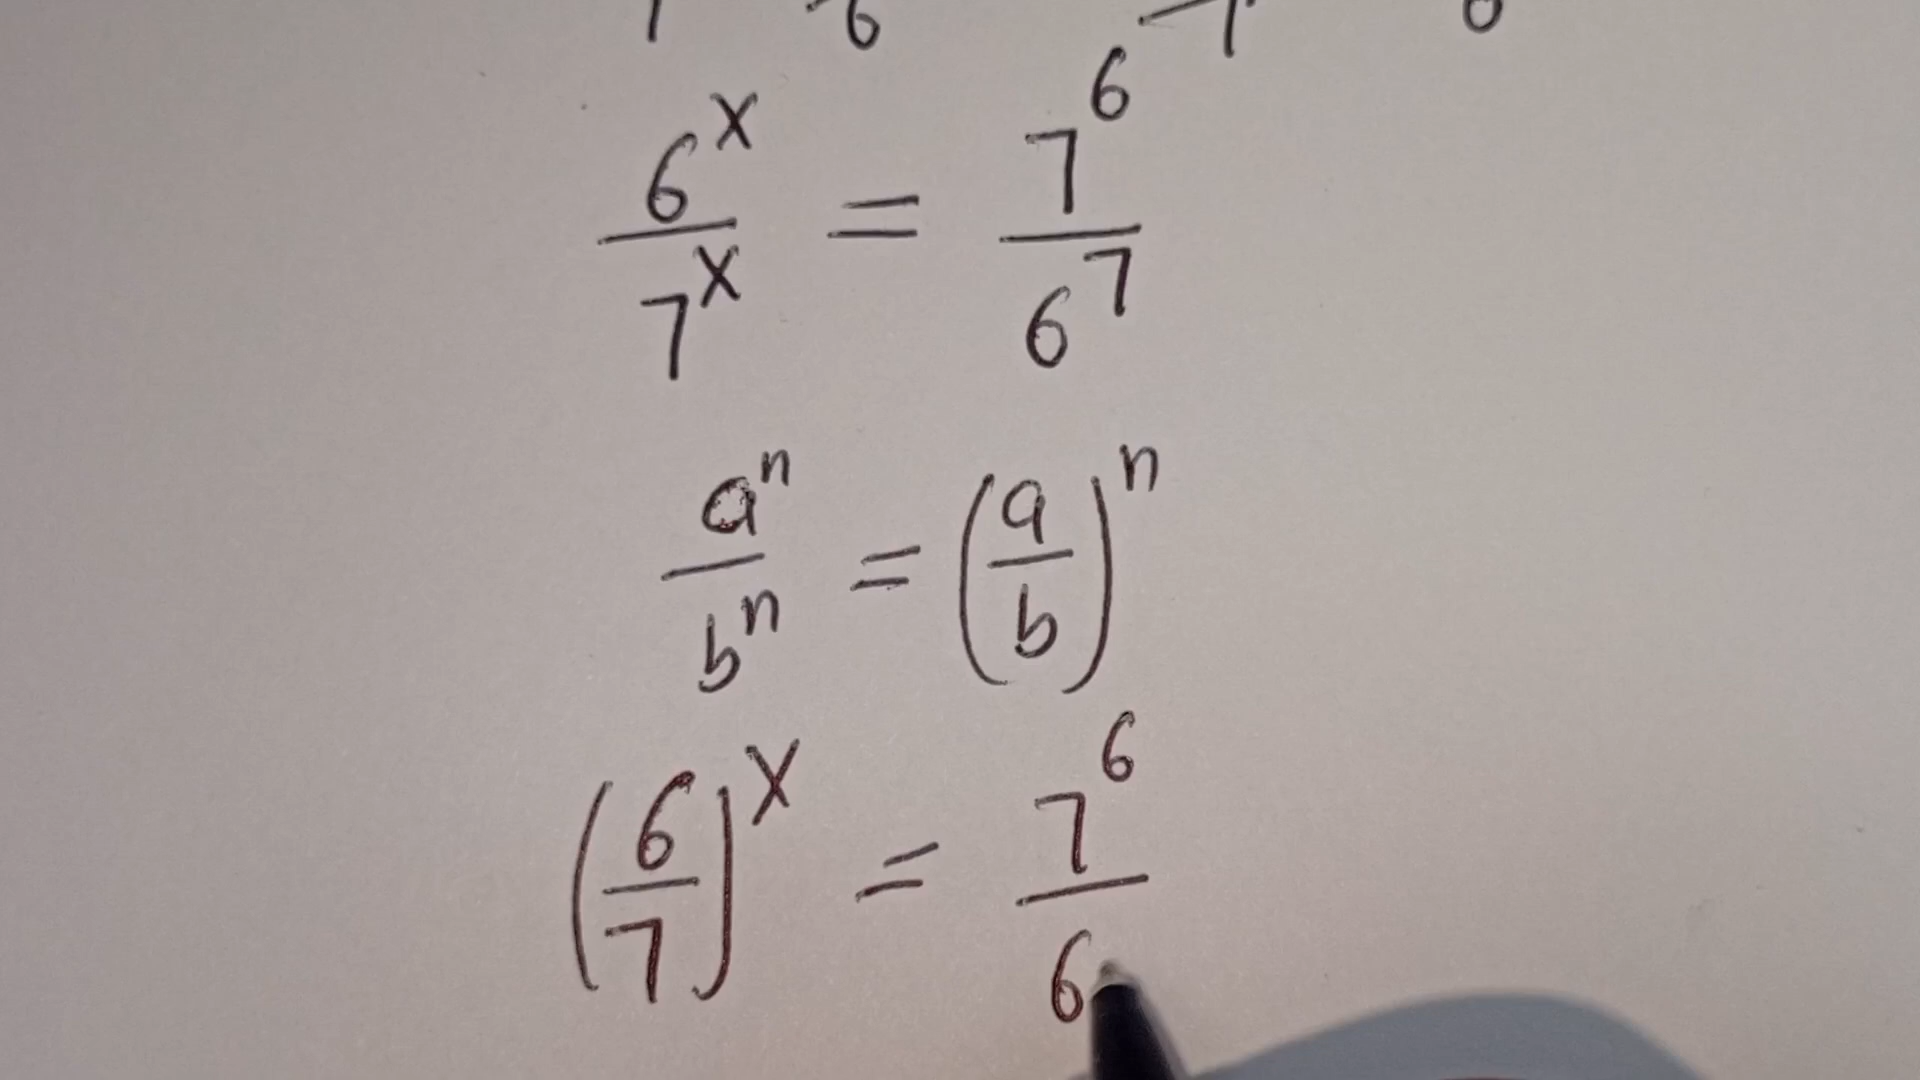 6^x / 7^x = 7^6 / 6^7
a^n / b^n = (a / b)^n
(6 / 7)^x = 7^6 / 6